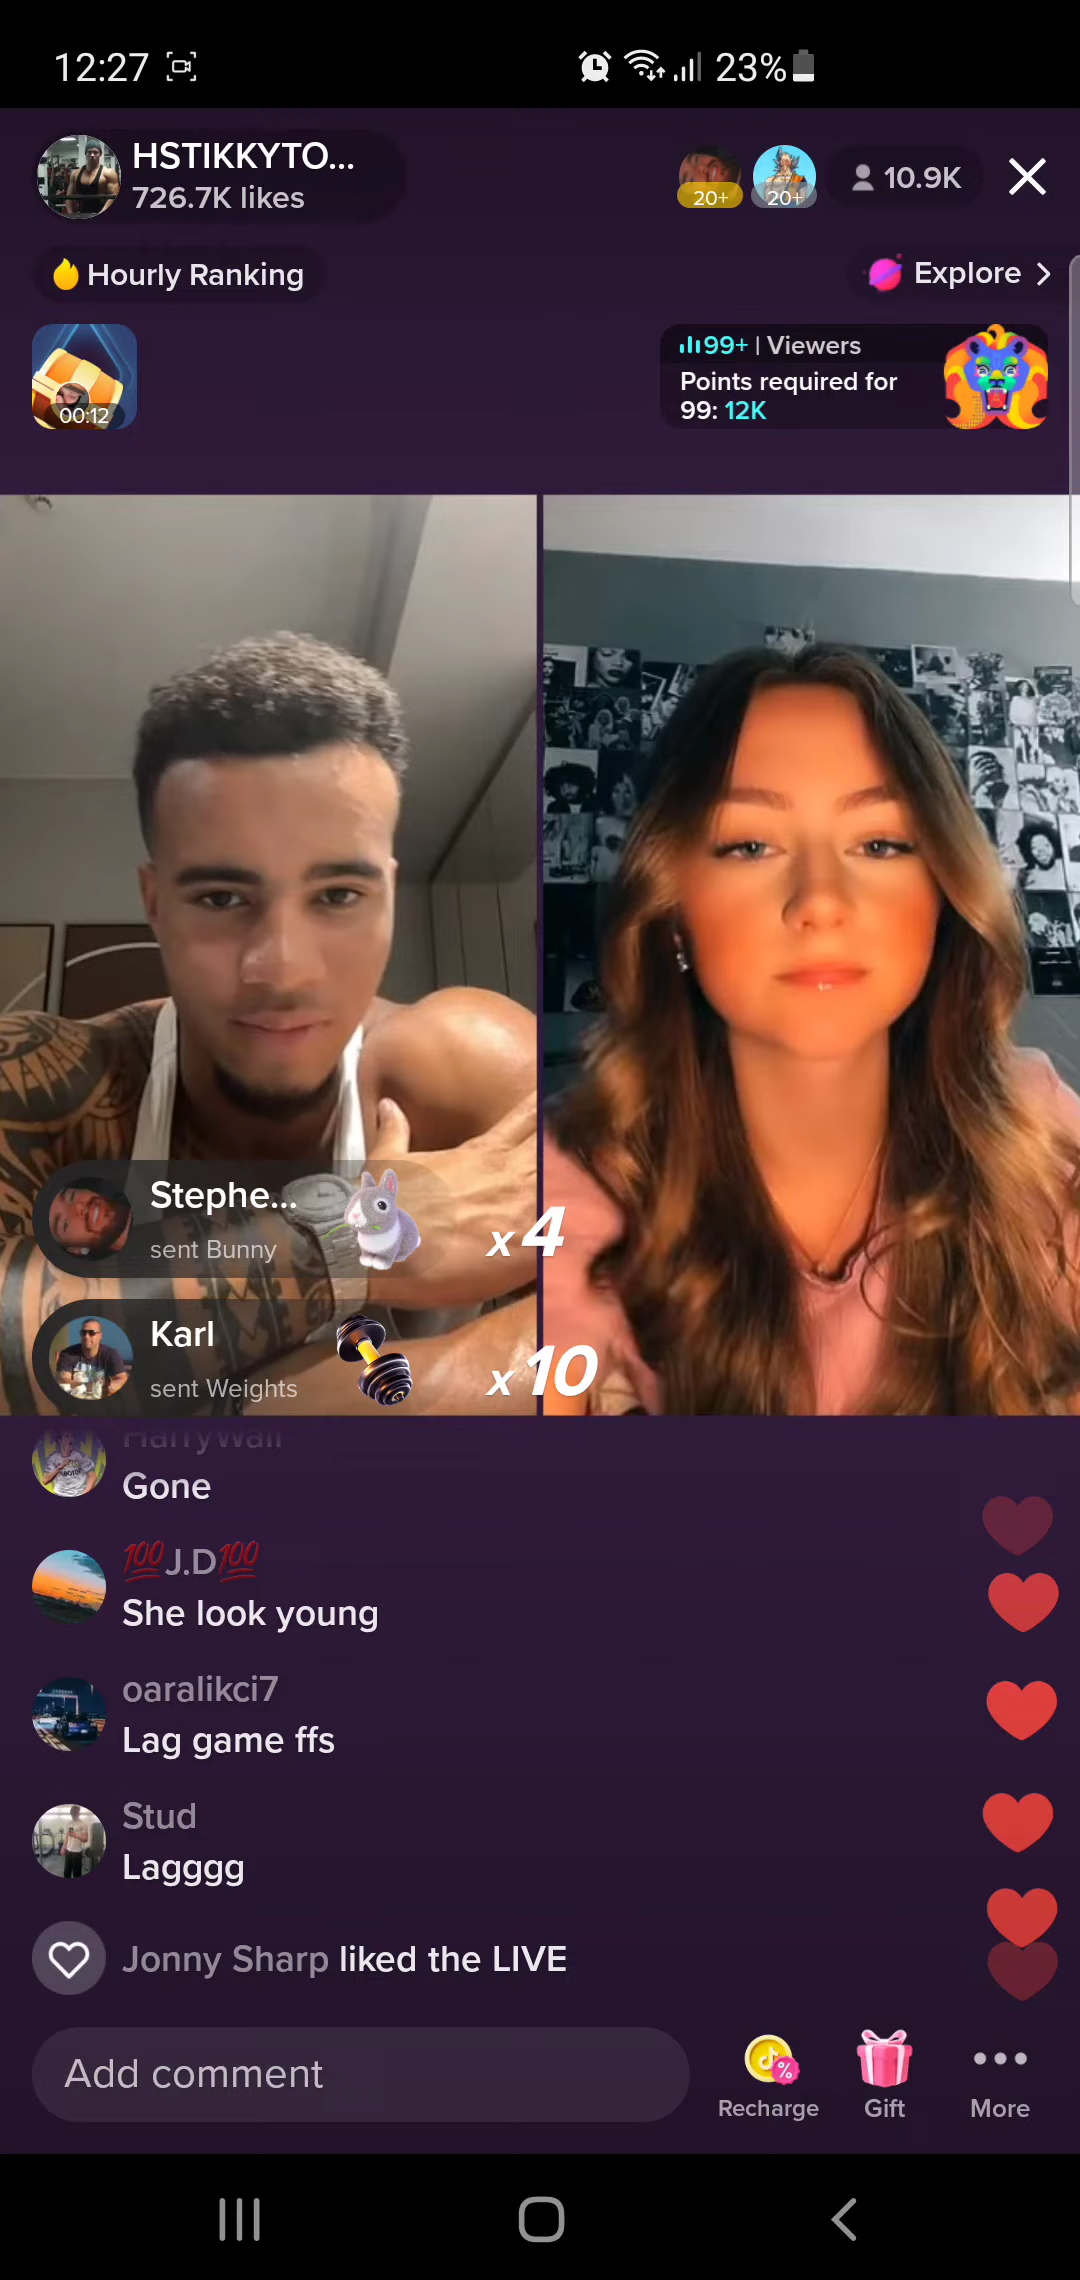 12:27
23%
HSTIKKYTO...
726.7K likes
20+
20+
10.9K
Hourly Ranking
Explore
00:12
99+ | Viewers
Points required for
99: 12K
Stephe...
sent Bunny
x4
Karl
sent Weights
x10
HarryWall
Gone
💯J.D💯
She look young
oaralikci7
Lag game ffs
Stud
Lagggg
Jonny Sharp liked the LIVE
Add comment
%
Recharge
Gift
More